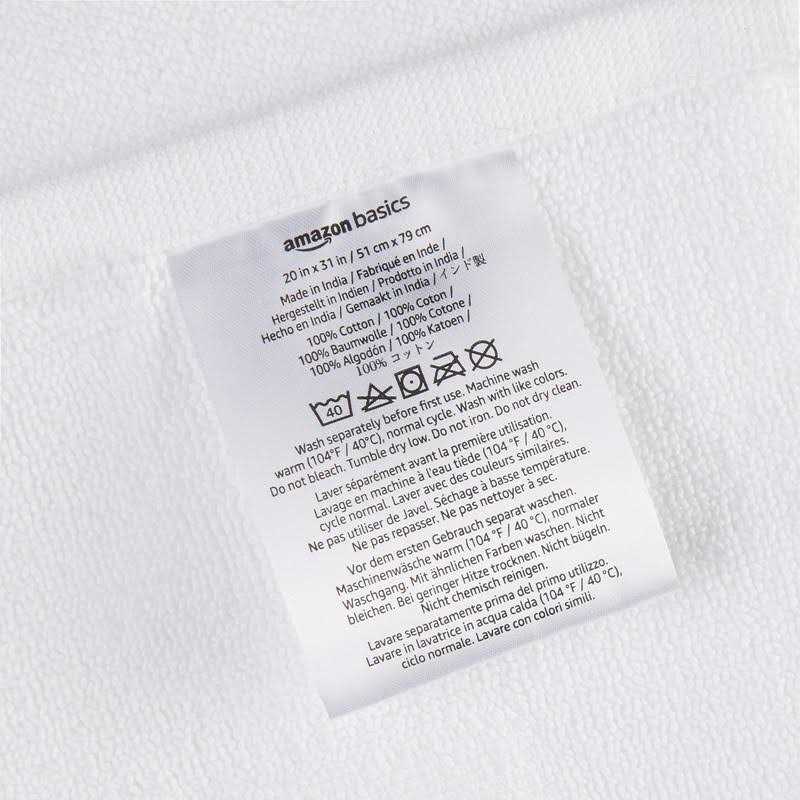 amazon basics
20 in x 31 in / 51 cm x 79 cm
Made in India / Fabriqué en Inde /
Hergestellt in Indien / Prodotto in India /
Hecho en India / Gemaakt in India / インド製
100% Cotton / 100% Coton /
100% Baumwolle / 100% Cotone /
100% Algodón / 100% Katoen /
100% コットン
40
Wash separately before first use. Machine wash
warm (104°F / 40°C), normal cycle. Wash with like colors.
Do not bleach. Tumble dry low. Do not iron. Do not dry clean.
Laver séparément avant la première utilisation.
Lavage en machine à l'eau tiède (104 °F / 40 °C),
cycle normal. Laver avec des couleurs similaires.
Ne pas utiliser de Javel. Séchage à basse température.
Ne pas repasser. Ne pas nettoyer à sec.
Vor dem ersten Gebrauch separat waschen.
Maschinenwäsche warm (104 °F / 40 °C), normaler
Waschgang. Mit ähnlichen Farben waschen. Nicht
bleichen. Bei geringer Hitze trocknen. Nicht bügeln.
Nicht chemisch reinigen.
Lavare separatamente prima del primo utilizzo.
Lavare in lavatrice in acqua calda (104 °F / 40 °C),
ciclo normale. Lavare con colori simili.